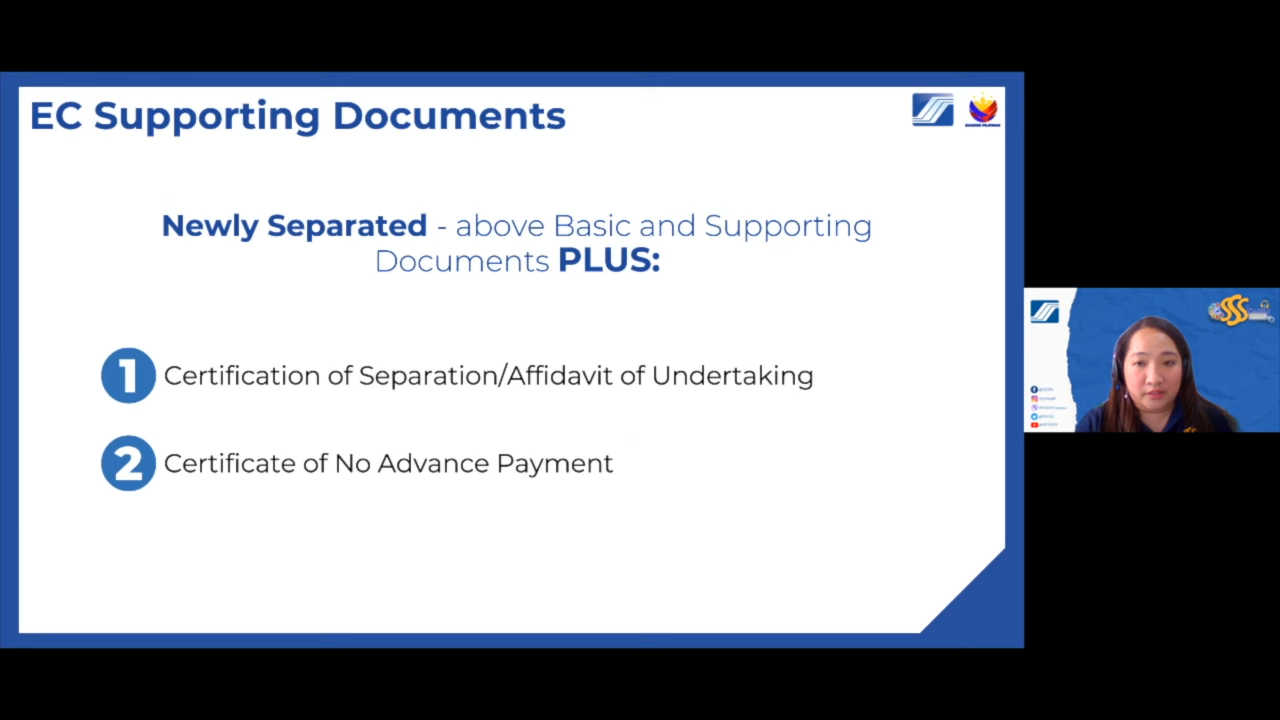 EC Supporting Documents
Newly Separated - above Basic and Supporting
Documents PLUS:
1 Certification of Separation/Affidavit of Undertaking
2 Certificate of No Advance Payment
SSS